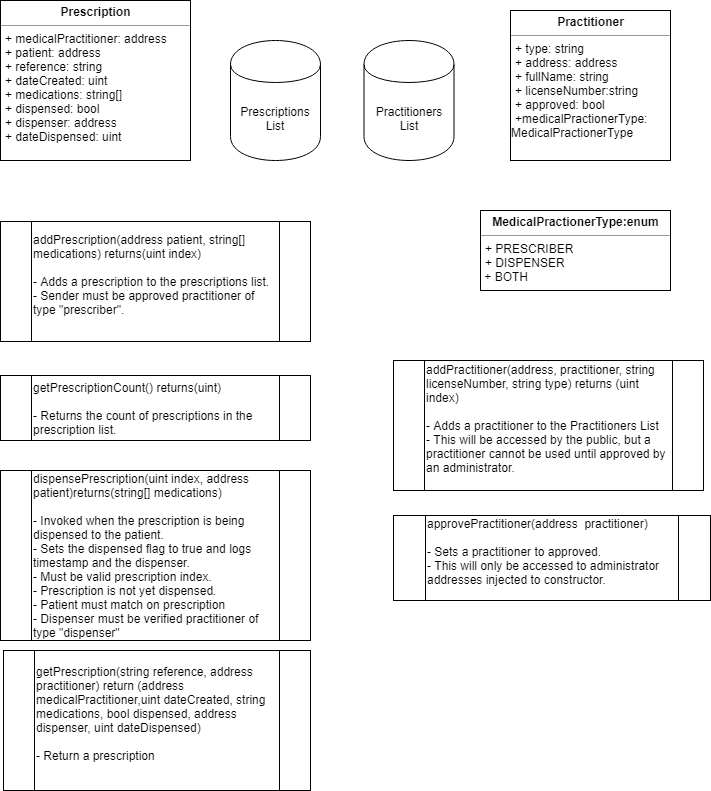 Prescription
+ medicalPractitioner: address
+ patient: address
+ reference: string
+ dateCreated: uint
+ medications: string[]
+ dispensed: bool
+ dispenser: address
+ dateDispensed: uint
Prescriptions
List
Practitioners
List
Practitioner
+ type: string
+ address: address
+ fullName: string
+ licenseNumber:string
+ approved: bool
+medicalPractionerType:
MedicalPractionerType
MedicalPractionerType:enum
+ PRESCRIBER
+ DISPENSER
+ BOTH
addPrescription(address patient, string[]
medications) returns(uint index)
- Adds a prescription to the prescriptions list.
- Sender must be approved practitioner of
type "prescriber".
getPrescriptionCount() returns(uint)
- Returns the count of prescriptions in the
prescription list.
dispensePrescription(uint index, address
patient)returns(string[] medications)
- Invoked when the prescription is being
dispensed to the patient.
- Sets the dispensed flag to true and logs
timestamp and the dispenser.
- Must be valid prescription index.
- Prescription is not yet dispensed.
- Patient must match on prescription
- Dispenser must be verified practitioner of
type "dispenser"
getPrescription(string reference, address
practitioner) return (address
medicalPractitioner,uint dateCreated, string
medications, bool dispensed, address
dispenser, uint dateDispensed)
- Return a prescription
addPractitioner(address, practitioner, string
licenseNumber, string type) returns (uint
index)
- Adds a practitioner to the Practitioners List
- This will be accessed by the public, but a
practitioner cannot be used until approved by
an administrator.
approvePractitioner(address  practitioner)
- Sets a practitioner to approved.
- This will only be accessed to administrator
addresses injected to constructor.